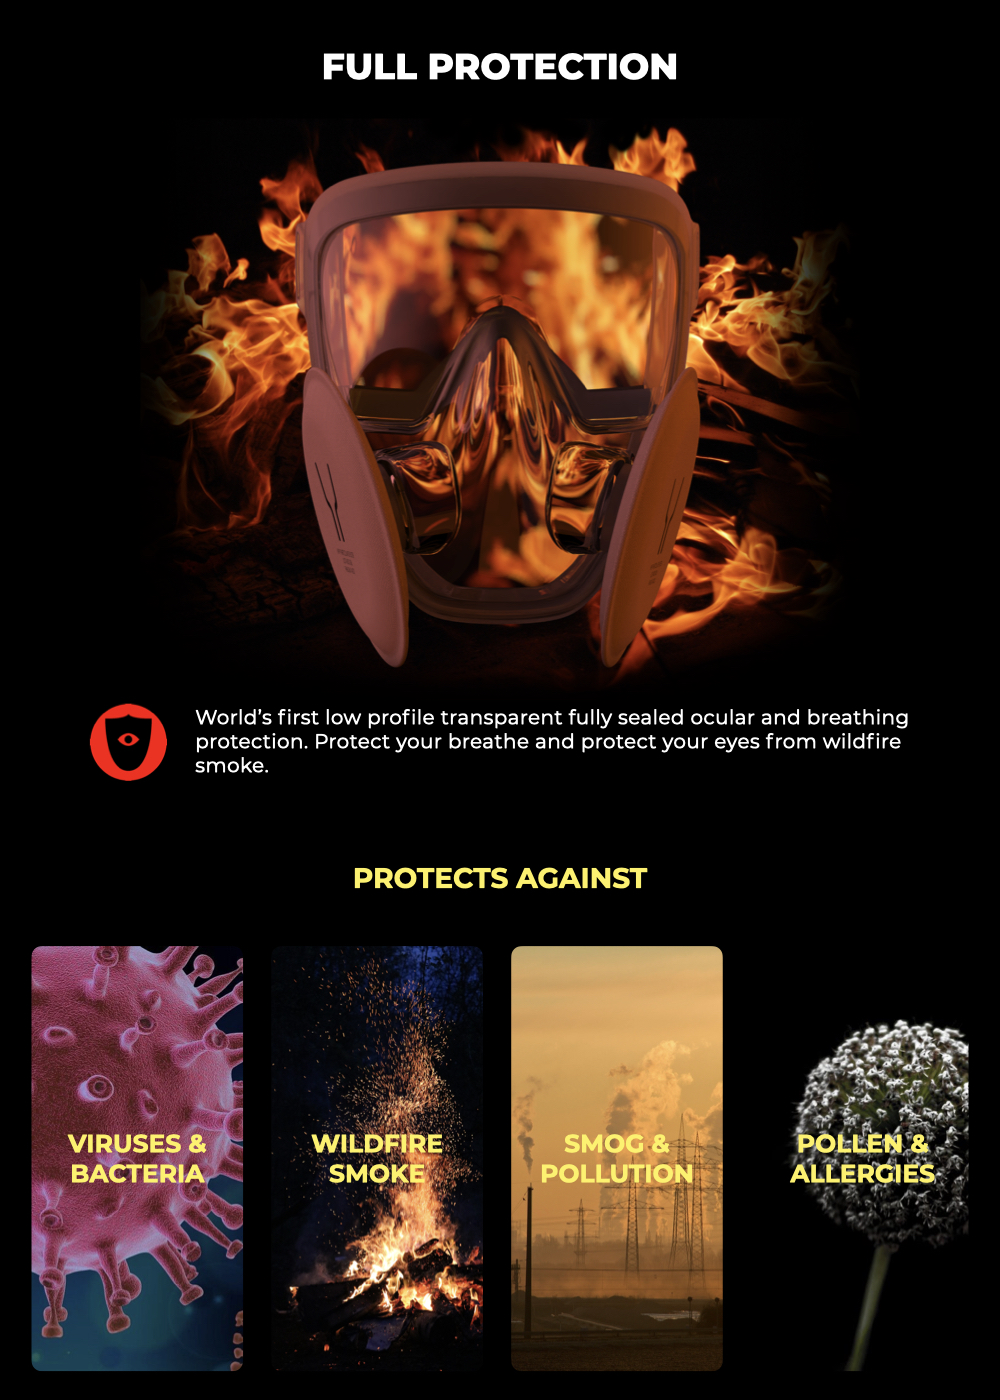 FULL PROTECTION
World's first low profile transparent fully sealed ocular and breathing
protection. Protect your breathe and protect your eyes from wildfire
smoke.
PROTECTS AGAINST
VIRUSES &
BACTERIA
WILDFIRE
SMOKE
SMOG &
POLLUTION
POLLEN &
ALLERGIES